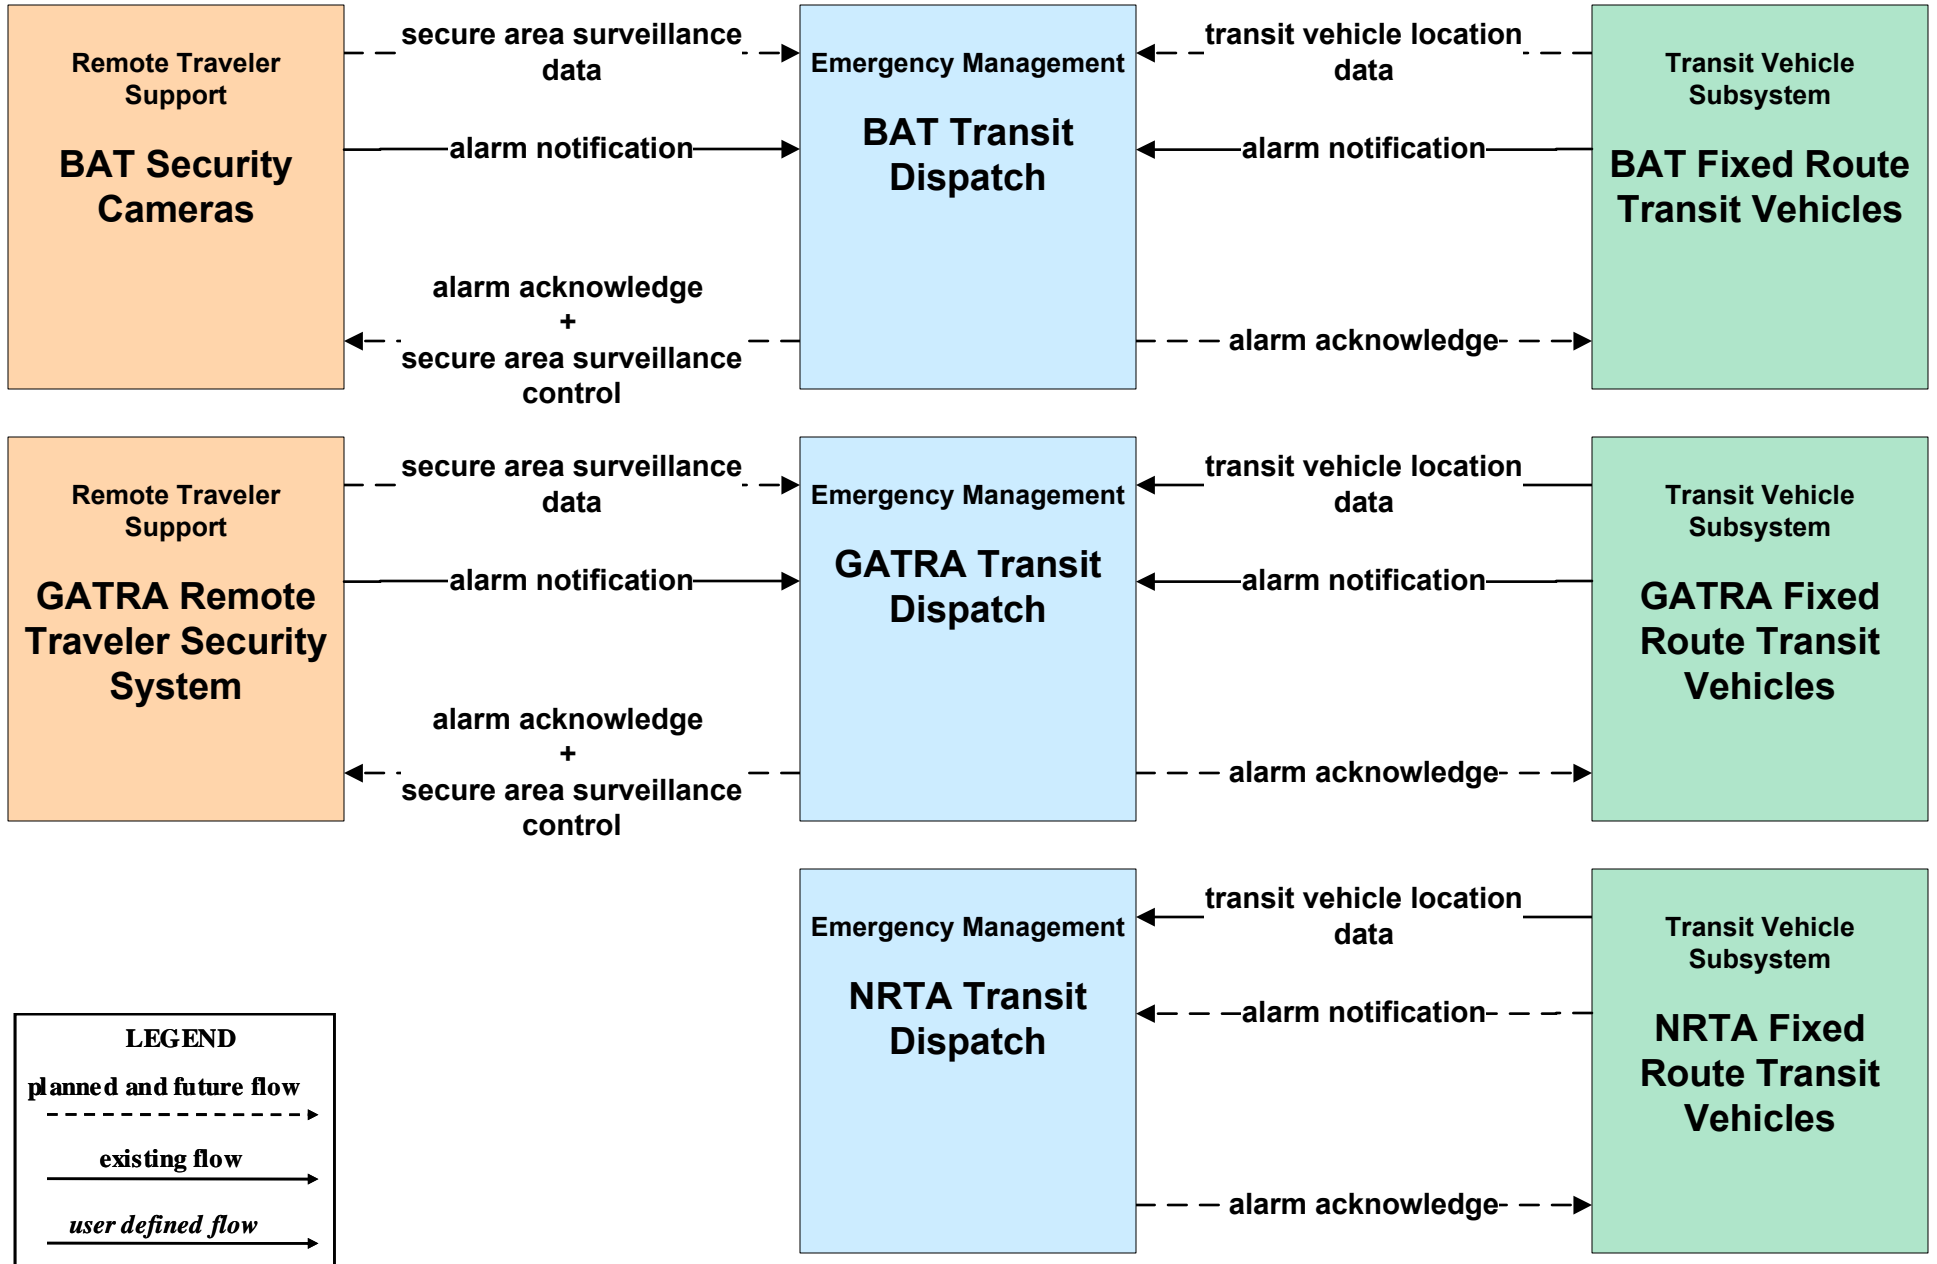 Remote Traveler
Support
BAT Security
Cameras
secure area surveillance
data
alarm notification
alarm acknowledge
+
secure area surveillance
control
Emergency Management
BAT Transit
Dispatch
transit vehicle location
data
alarm notification
alarm acknowledge
Transit Vehicle
Subsystem
BAT Fixed Route
Transit Vehicles
Remote Traveler
Support
GATRA Remote
Traveler Security
System
secure area surveillance
data
alarm notification
alarm acknowledge
+
secure area surveillance
control
Emergency Management
GATRA Transit
Dispatch
transit vehicle location
data
alarm notification
alarm acknowledge
Transit Vehicle
Subsystem
GATRA Fixed
Route Transit
Vehicles
Emergency Management
NRTA Transit
Dispatch
transit vehicle location
data
alarm notification
alarm acknowledge
Transit Vehicle
Subsystem
NRTA Fixed
Route Transit
Vehicles
LEGEND
planned and future flow
existing flow
user defined flow